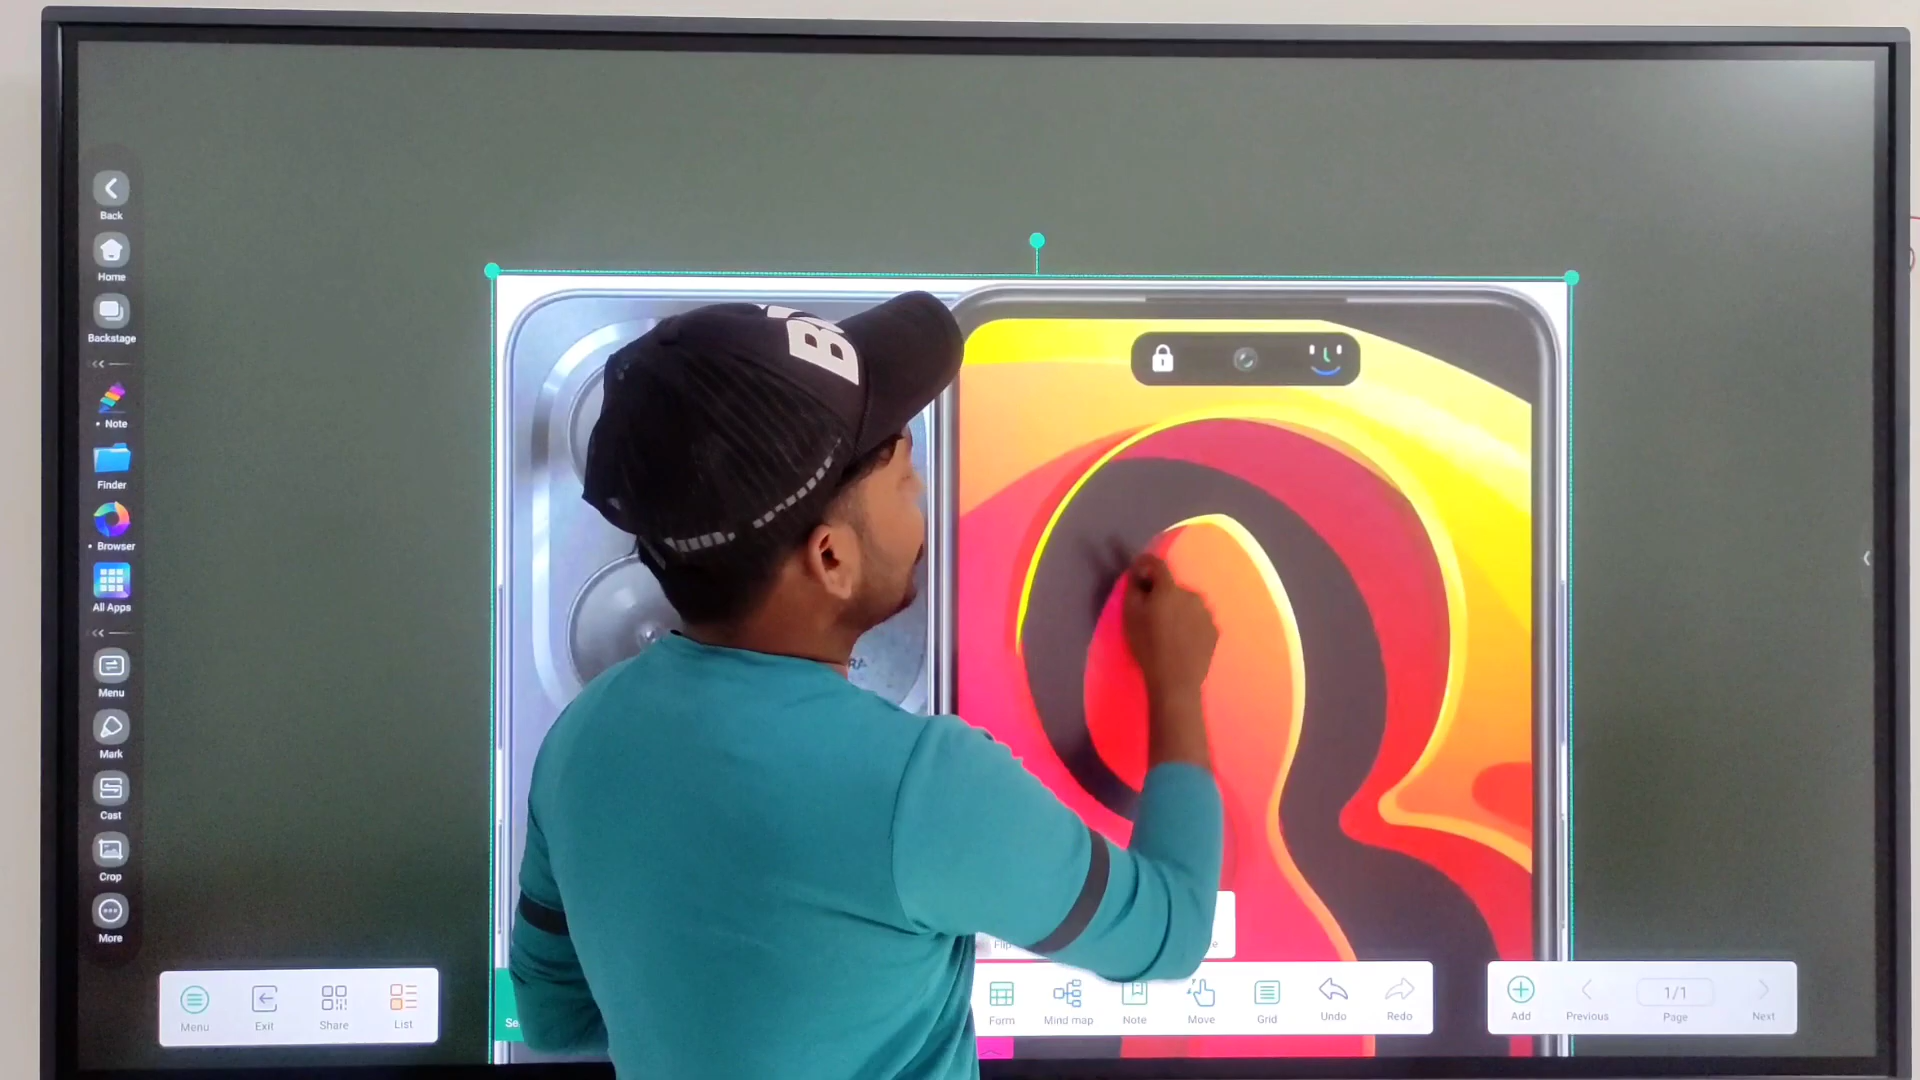 Back
Home
Backstage
Note
Finder
Browser
All Apps
Menu
Mark
Cast
Crop
More
Menu
Exit
Share
List
Form
Mind map
Note
Move
Grid
Undo
Redo
Add
Previous
1/1
Page
Next